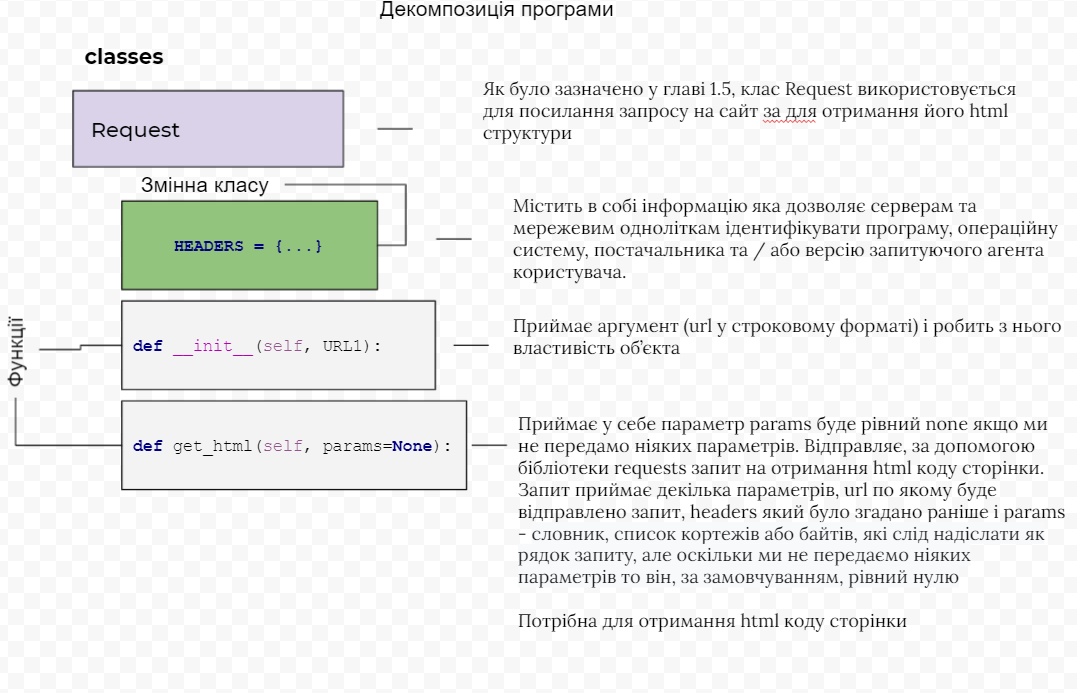 Декомпозиція програми
classes
Request
Як було зазначено у главі 1.5, клас Request використовується
для посилання запросу на сайт за для отримання його html
структури
Змінна класу
HEADERS = {...}
Містить в собі інформацію яка дозволяє серверам та
мережевим одноліткам ідентифікувати програму, операційну
систему, постачальника та / або версію запитуючого агента
користувача.
Функції
def __init__(self, URL1):
Приймає аргумент (url у строковому форматі) і робить з нього
властивість об’єкта
def get_html(self, params=None):
Приймає у себе параметр params буде рівний none якщо ми
не передамо ніяких параметрів. Відправляє, за допомогою
бібліотеки requests запит на отримання html коду сторінки.
Запит приймає декілька параметрів, url по якому буде
відправлено запит, headers який було згадано раніше і params
- словник, список кортежів або байтів, які слід надіслати як
рядок запиту, але оскільки ми не передаємо ніяких
параметрів то він, за замовчуванням, рівний нулю
Потрібна для отримання html коду сторінки